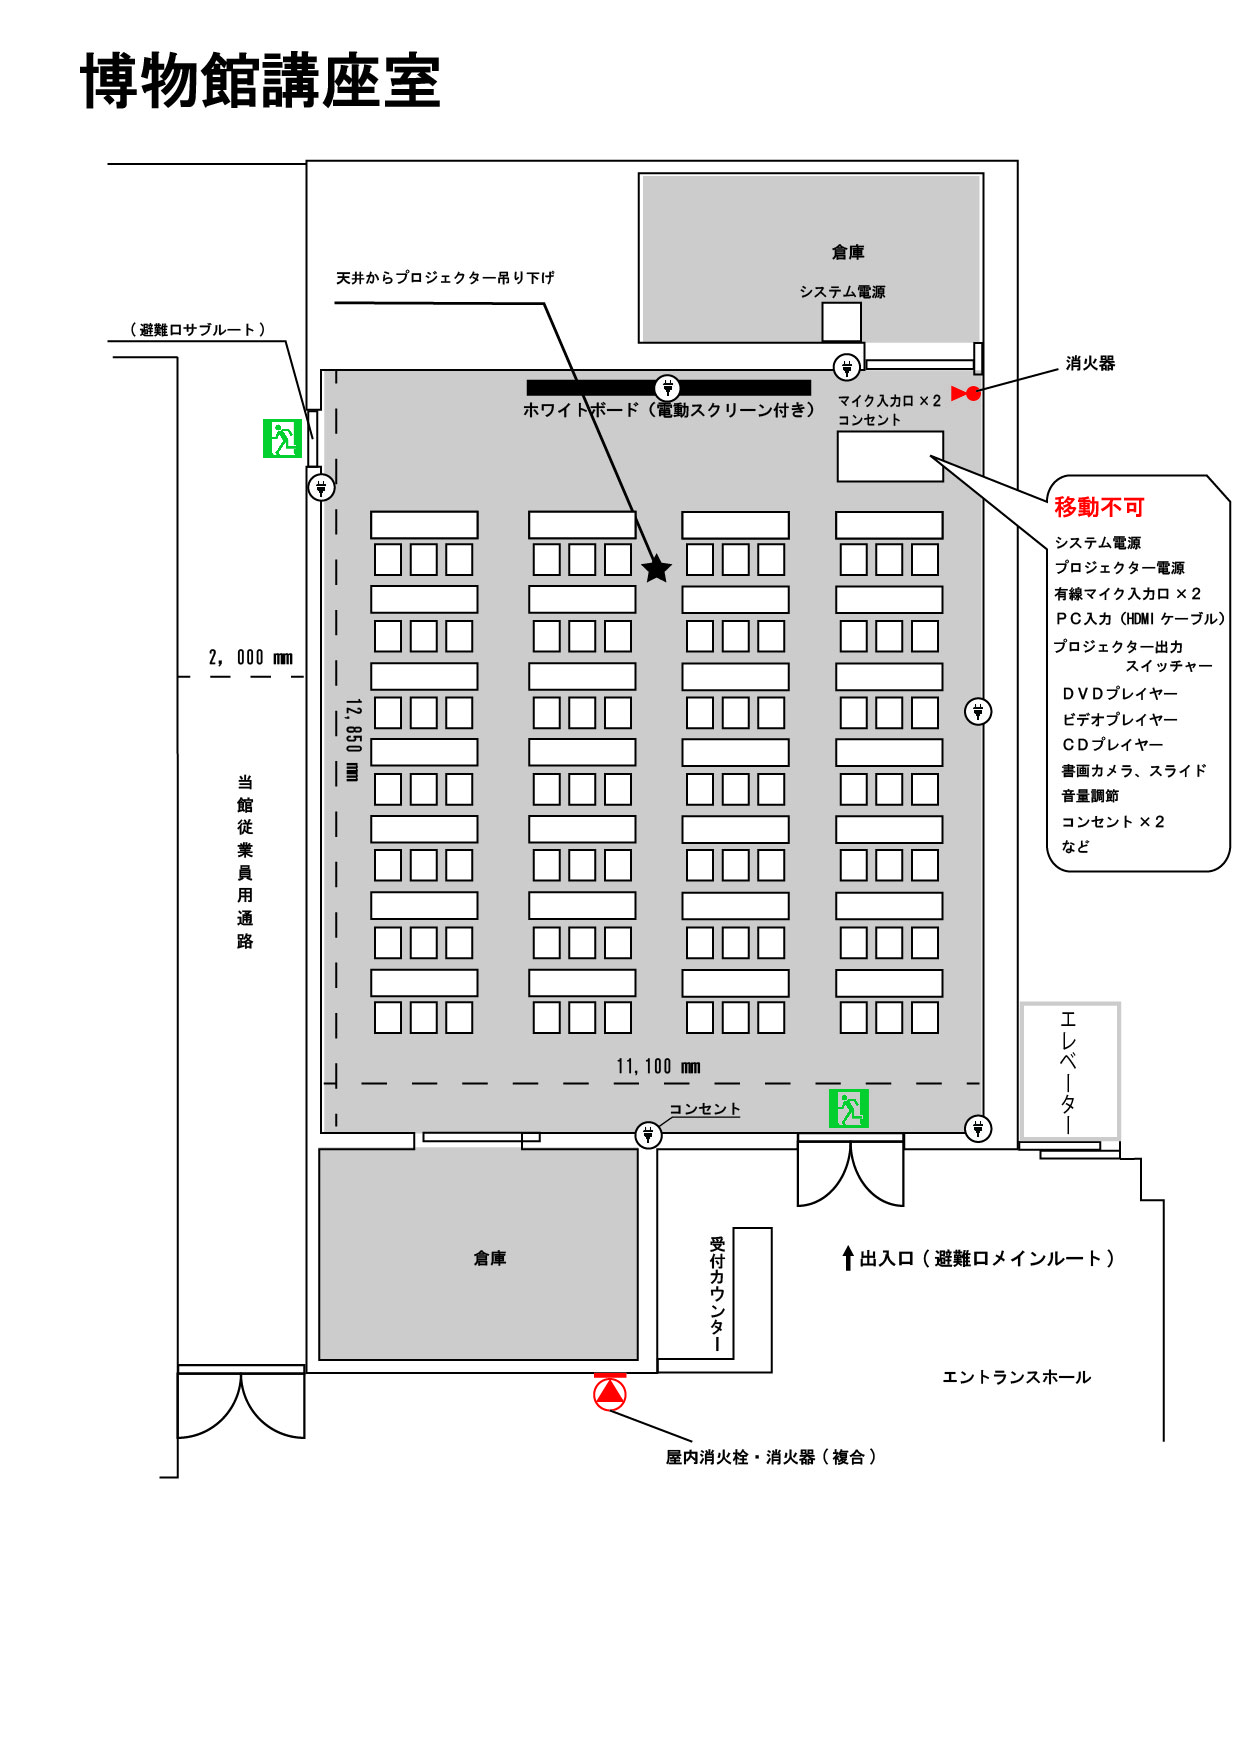 博物館講座室
倉庫
天井からプロジェクター吊り下げ
システム電源
（避難口サブルート）
消火器
マイク入力口×2
コンセント
ホワイトボード（電動スクリーン付き）
移動不可
システム電源
プロジェクター電源
有線マイク入力口×2
ＰＣ入力（HDMI ケーブル）
プロジェクター出力
スイッチャー
ＤＶＤプレイヤー
ビデオプレイヤー
ＣＤプレイヤー
書画カメラ、スライド
音量調節
コンセント×2
など
2, 000 mm
12, 850 mm
当館従業員用通路
エレベーター
11, 100 mm
コンセント
倉庫
受付カウンター
出入口（避難口メインルート）
エントランスホール
屋内消火栓・消火器（複合）